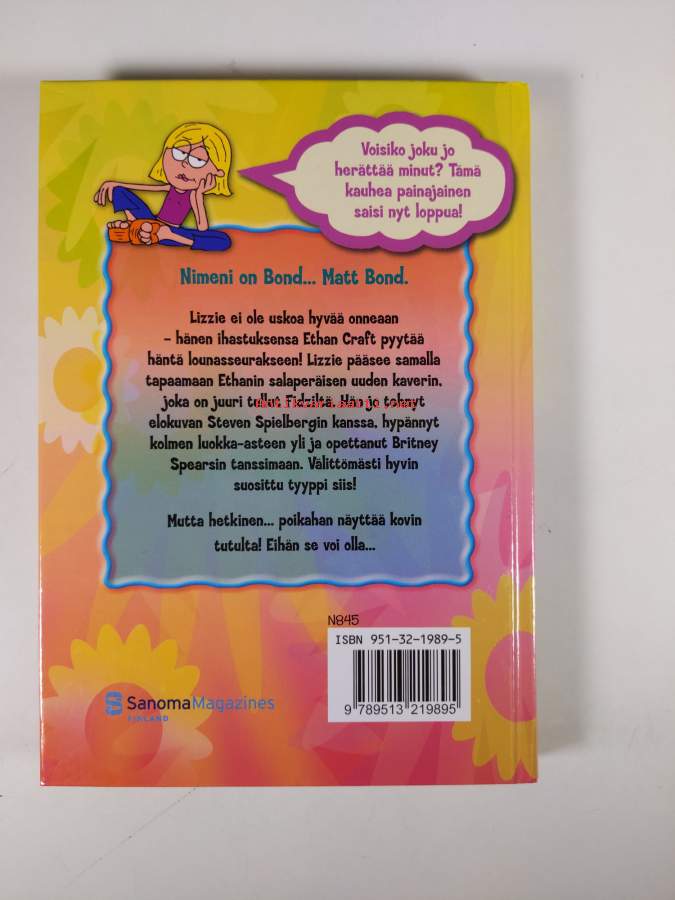 Voisiko joku jo
herättää minut? Tämä
kauhea painajainen
saisi nyt loppua!
Nimeni on Bond... Matt Bond.
Lizzie ei ole uskoa hyvää onneaan
– hänen ihastuksensa Ethan Craft pyytää
häntä lounasseurakseen! Lizzie pääsee samalla
tapaamaan Ethanin salaperäisen uuden kaverin,
joka on juuri tullut Fidziltä. Hän jo tehnyt
elokuvan Steven Spielbergin kanssa, hypännyt
kolmen luokka-asteen yli ja opettanut Britney
Spearsin tanssimaan. Välittömästi hyvin
suosittu tyyppi siis!
Mutta hetkinen... poikahan näyttää kovin
tutulta! Eihän se voi olla...
N845
ISBN 951-32-1989-5
9 789513 219895
SanomaMagazines
FINLAND